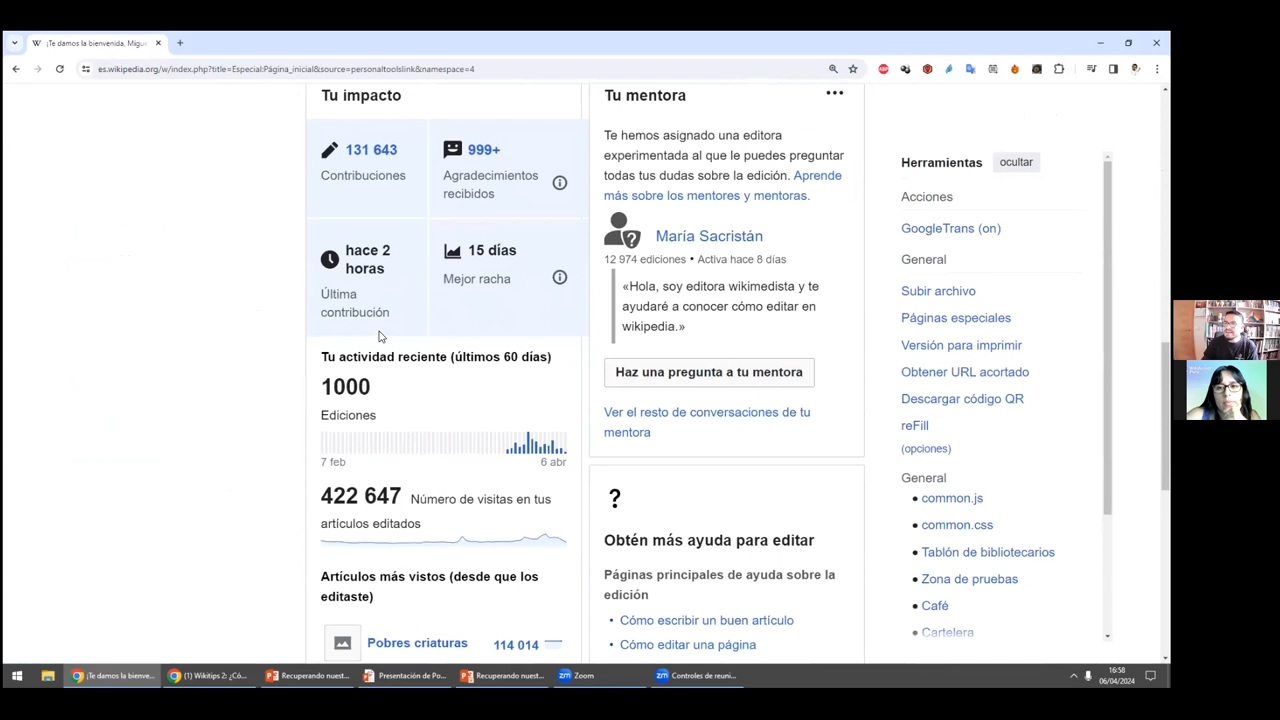 ¡Te damos la bienvenida, Migu
es.wikipedia.org/w/index.php?title=Especial:Página_inicial&source=personaltoolslink&namespace=4
Tu impacto
131 643
Contribuciones
999+
Agradecimientos
recibidos
hace 2
horas
Última
contribución
15 días
Mejor racha
Tu actividad reciente (últimos 60 días)
1000
Ediciones
7 feb
6 abr
422 647 Número de visitas en tus
artículos editados
Artículos más vistos (desde que los
editaste)
Pobres criaturas 114 014
Tu mentora
Te hemos asignado una editora
experimentada al que le puedes preguntar
todas tus dudas sobre la edición. Aprende
más sobre los mentores y mentoras.
María Sacristán
12 974 ediciones • Activa hace 8 días
«Hola, soy editora wikimedista y te
ayudaré a conocer cómo editar en
wikipedia.»
Haz una pregunta a tu mentora
Ver el resto de conversaciones de tu
mentora
?
Obtén más ayuda para editar
Páginas principales de ayuda sobre la
edición
• Cómo escribir un buen artículo
• Cómo editar una página
Herramientas ocultar
Acciones
GoogleTrans (on)
General
Subir archivo
Páginas especiales
Versión para imprimir
Obtener URL acortado
Descargar código QR
reFill
(opciones)
General
• common.js
• common.css
• Tablón de bibliotecarios
• Zona de pruebas
• Café
• Cartelera
¡Te damos la bienve...
(1) Wikitips 2: ¿Có...
Recuperando nuest...
Presentación de Po...
Recuperando nuest...
Zoom
Controles de reuni...
16:58
06/04/2024